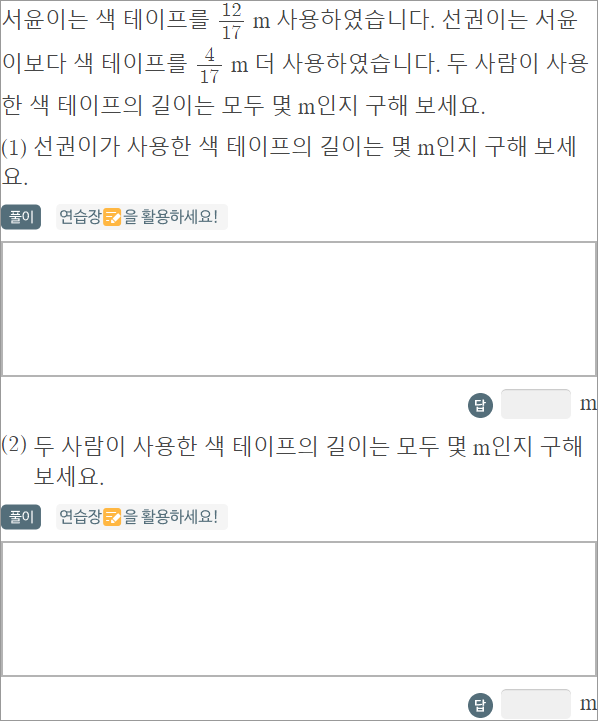 서윤이는 색 테이프를 12/17 m 사용하였습니다. 선권이는 서윤
이보다 색 테이프를 4/17 m 더 사용하였습니다. 두 사람이 사용
한 색 테이프의 길이는 모두 몇 m인지 구해 보세요.
(1) 선권이가 사용한 색 테이프의 길이는 몇 m인지 구해 보세
요.
풀이 연습장을 활용하세요!
답 m
(2) 두 사람이 사용한 색 테이프의 길이는 모두 몇 m인지 구해
보세요.
풀이 연습장을 활용하세요!
답 m